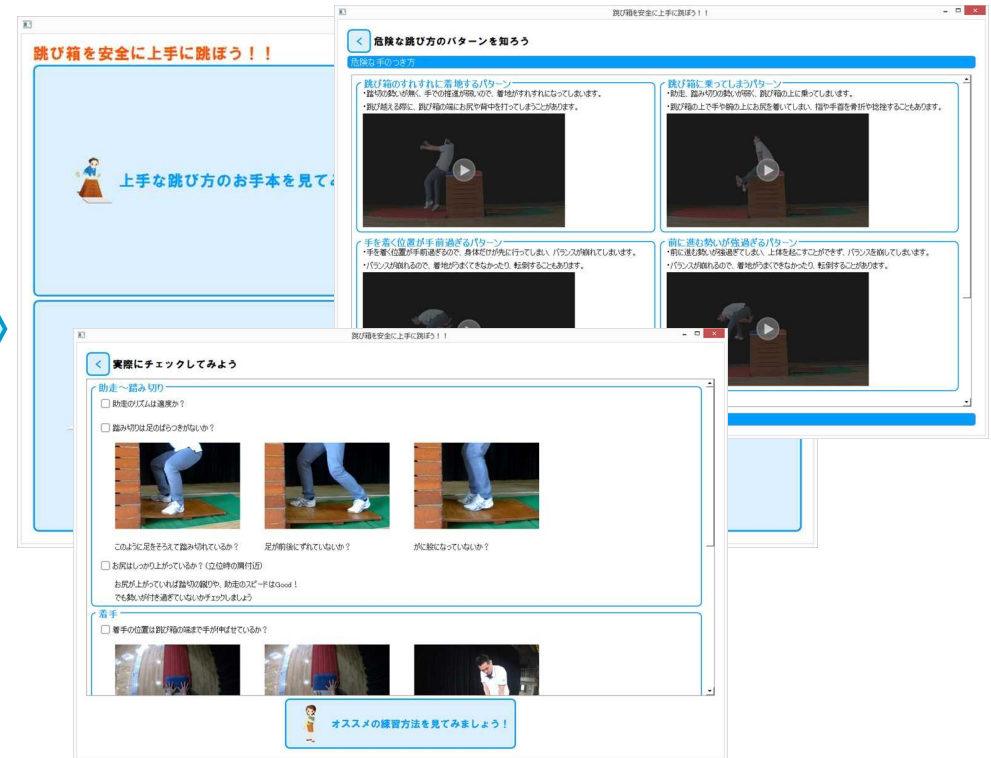 跳び箱を安全に上手に跳ぼう！！
上手な跳び方のお手本を見て
跳び箱を安全に上手に跳ぼう！！
危険な跳び方のパターンを知ろう
危険な手のつき方
跳び箱のすれすれに着地するパターン
・踏切の勢いが無く、手での推進が弱いので、着地がすれすれになってしまいます。
・跳び越える際に、跳び箱の端にお尻や背中を打ってしまうことがあります。
跳び箱に乗ってしまうパターン
・助走、踏み切りの勢いが弱く、跳び箱の上に乗ってしまいます。
・跳び箱の上で手や腕の上にお尻を着いてしまい、指や手首を骨折や捻挫することもあります。
手を着く位置が手前過ぎるパターン
・手を着く位置が手前過ぎるので、身体だけが先に行ってしまい、バランスが崩れてしまいます。
・バランスが崩れるので、着地がうまくできなかったり、転倒することもあります。
前に進む勢いが強過ぎるパターン
・前に進む勢いが強過ぎてしまい、上体を起こすことができず、バランスを崩してしまいます。
・バランスが崩れるので、着地がうまくできなかったり、転倒することがあります。
跳び箱を安全に上手に跳ぼう！！
実際にチェックしてみよう
助走～踏み切り
助走のリズムは適度か？
踏み切りは足のばらつきがないか？
このように足をそろえて踏み切れているか？
足が前後にずれていないか？
がに股になっていないか？
お尻はしっかり上がっているか？（立位時の肩付近）
お尻が上がっていれば踏切の蹴りや、助走のスピードはGood！
でも勢いが付き過ぎていないかチェックしましょう
着手
着手の位置は跳び箱の端まで手が伸ばせているか？
オススメの練習方法を見てみましょう！